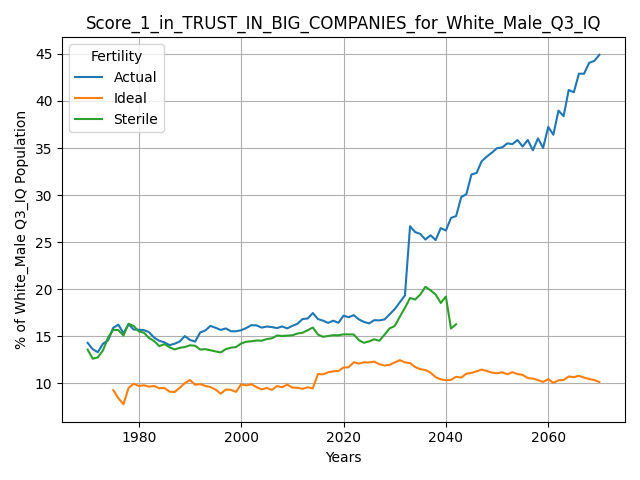 Score_1_in_TRUST_IN_BIG_COMPANIES_for_White_Male_Q3_IQ
Fertility
Actual
Ideal
Sterile
% of White_Male Q3_IQ Population
45
40
35
30
25
20
15
10
1980
2000
2020
2040
2060
Years